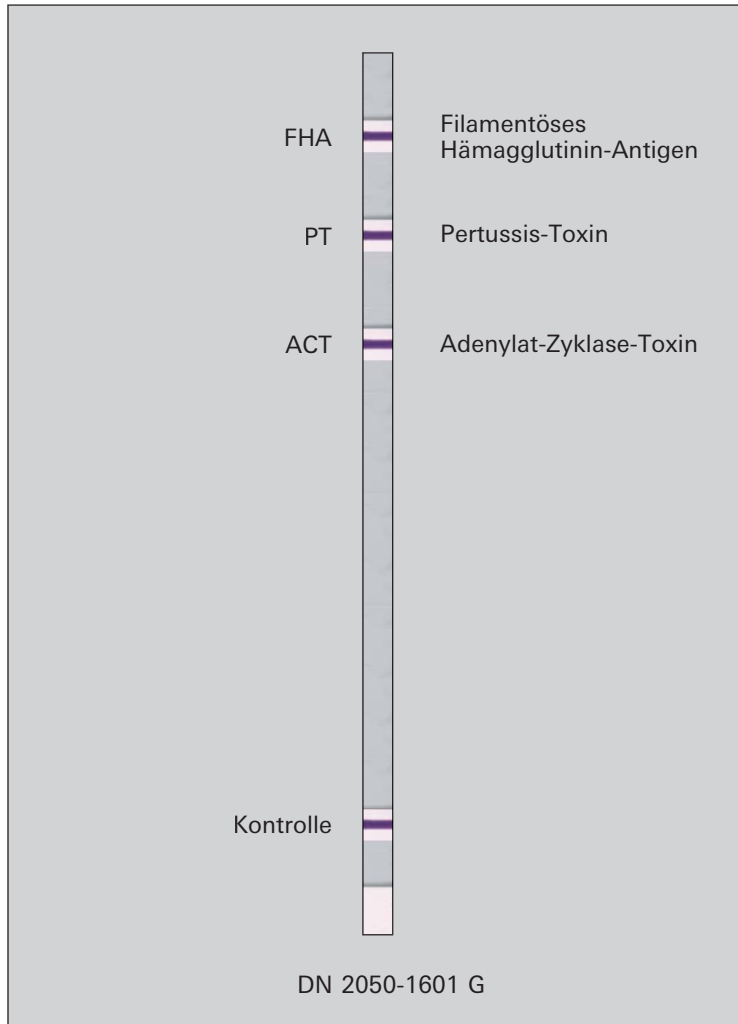 FHA
Filamentöses
Hämagglutinin-Antigen
PT
Pertussis-Toxin
ACT
Adenylat-Zyklase-Toxin
Kontrolle
DN 2050-1601 G